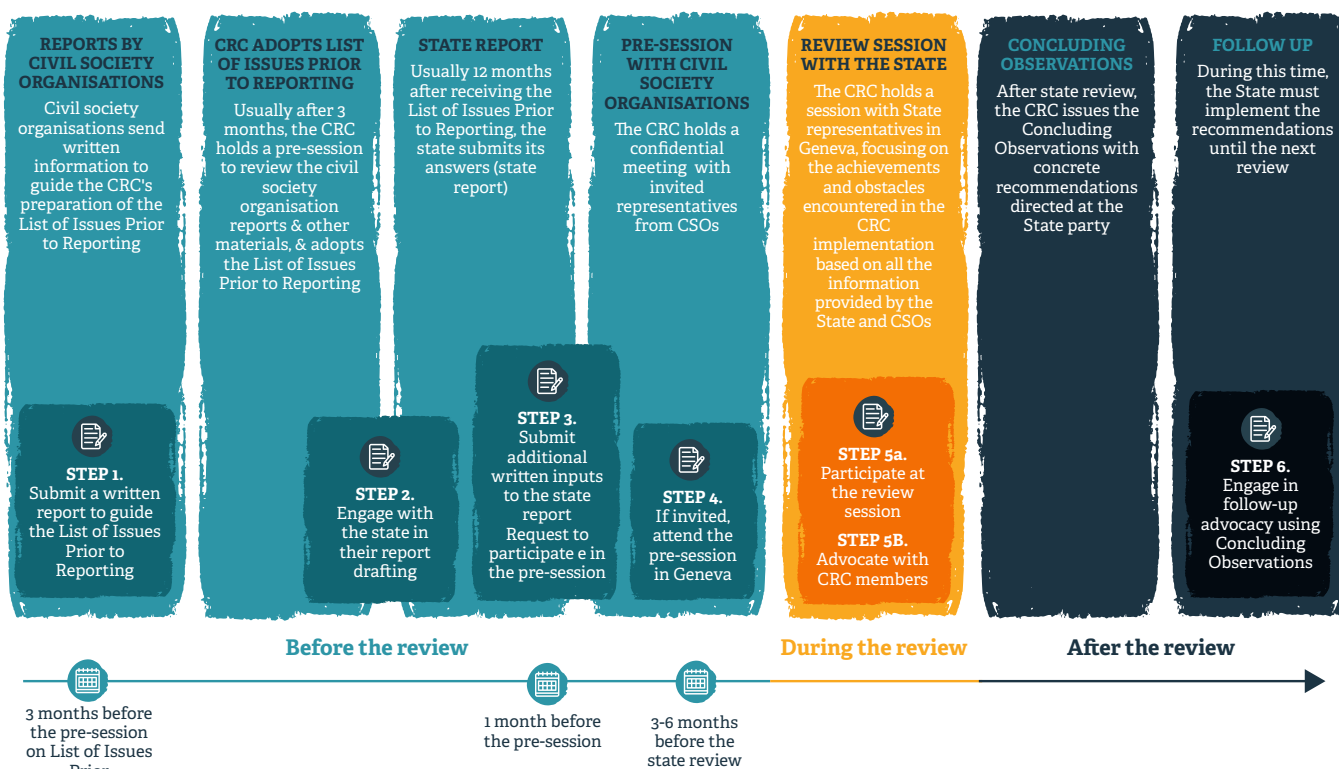 REPORTS BY
CIVIL SOCIETY
ORGANISATIONS
Civil society
organisations send
written
information to
guide the CRC's
preparation of the
List of Issues Prior
to Reporting
CRC ADOPTS LIST
OF ISSUES PRIOR
TO REPORTING
Usually after 3
months, the CRC
holds a pre-session
to review the civil
society
organisation
reports & other
materials, & adopts
the List of Issues
Prior to Reporting
STATE REPORT
Usually 12 months
after receiving the
List of Issues Prior
to Reporting, the
state submits its
answers (state
report)
PRE-SESSION
WITH CIVIL
SOCIETY
ORGANISATIONS
The CRC holds a
confidential
meeting with
invited
representatives
from CSOs
REVIEW SESSION
WITH THE STATE
The CRC holds a
session with State
representatives in
Geneva, focusing on
the achievements
and obstacles
encountered in the
CRC
implementation
based on all the
information
provided by the
State and CSOs
CONCLUDING
OBSERVATIONS
After state review,
the CRC issues the
Concluding
Observations with
concrete
recommendations
directed at the
State party
FOLLOW UP
During this time,
the State must
implement the
recommendations
until the next
review
STEP 1.
Submit a written
report to guide
the List of Issues
Prior to
Reporting
STEP 2.
Engage with
the state in
their report
drafting
STEP 3.
Submit
additional
written inputs
to the state
report
Request to
participate e in
the pre-session
STEP 4.
If invited,
attend the
pre-session
in Geneva
STEP 5a.
Participate at
the review
session
STEP 5B.
Advocate with
CRC members
STEP 6.
Engage in
follow-up
advocacy using
Concluding
Observations
Before the review
During the review
After the review
3 months before
the pre-session
on List of Issues
Prior
1 month before
the pre-session
3-6 months
before the
state review